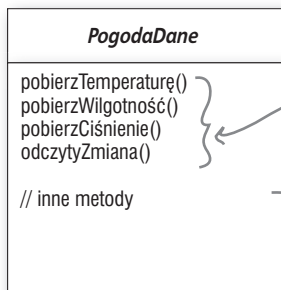 PogodaDane
pobierzTemperaturę()
pobierzWilgotność()
pobierzCiśnienie()
odczytyZmiana()
// inne metody